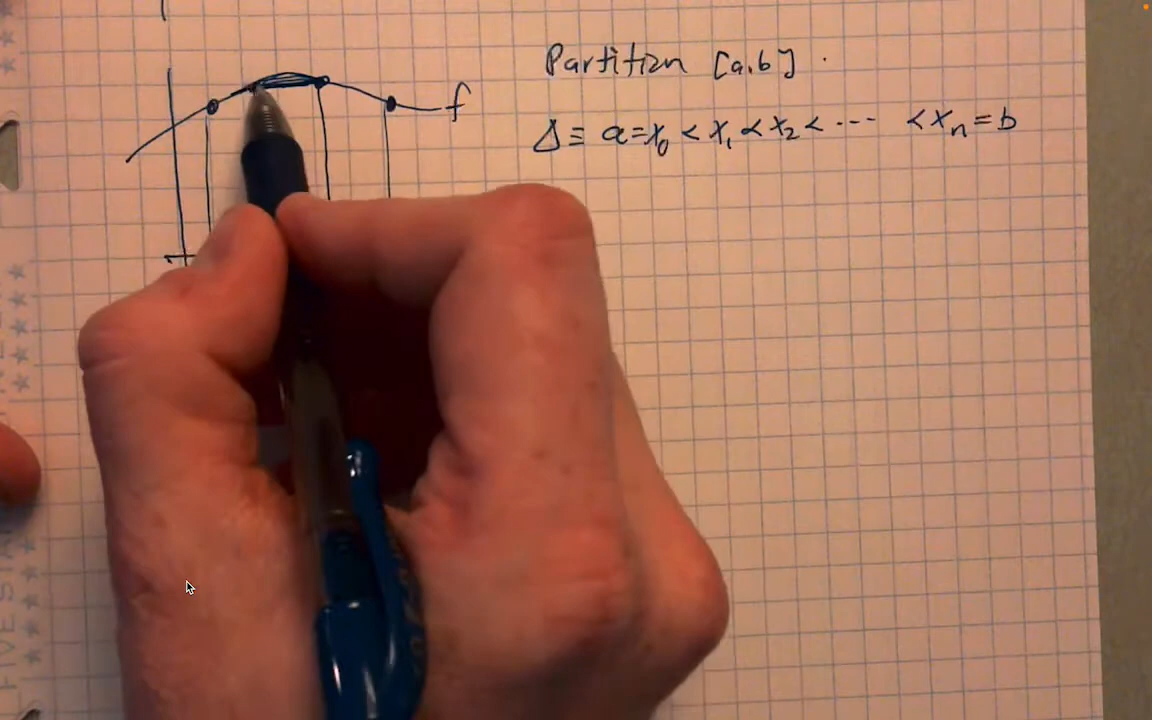 Partition [a,b].
f
Δ ≡ a=x₀ < x₁ < x₂ < --- < xₙ = b